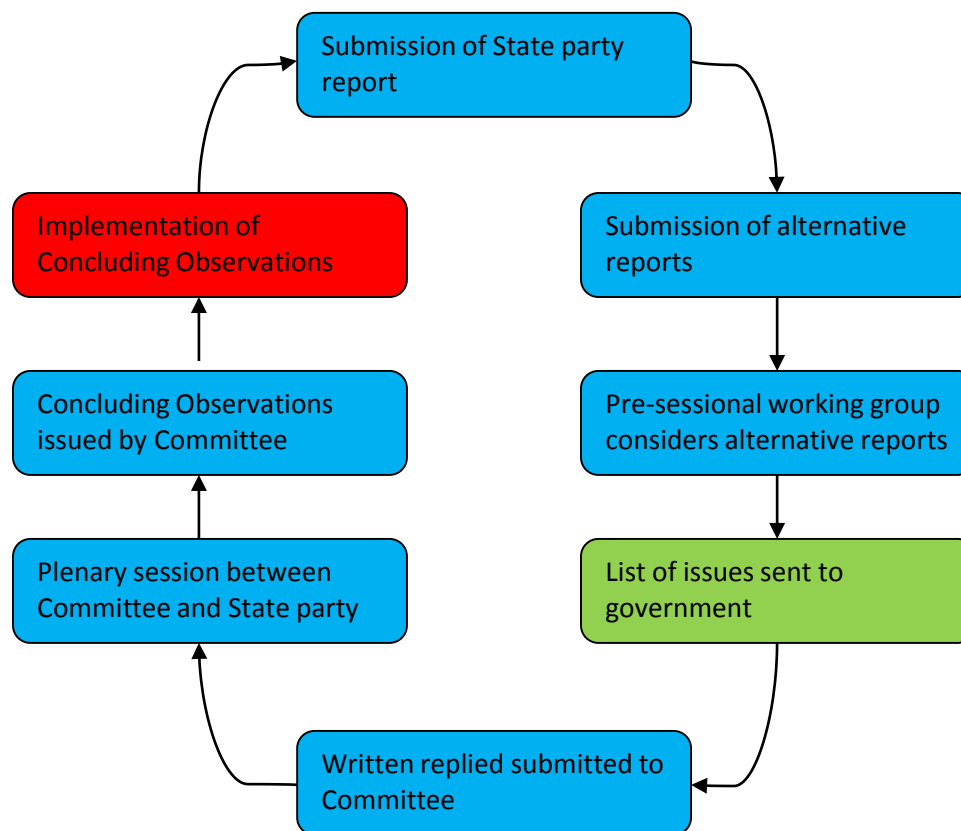 Submission of State party
report
Submission of alternative
reports
Pre-sessional working group
considers alternative reports
List of issues sent to
government
Written replied submitted to
Committee
Plenary session between
Committee and State party
Concluding Observations
issued by Committee
Implementation of
Concluding Observations